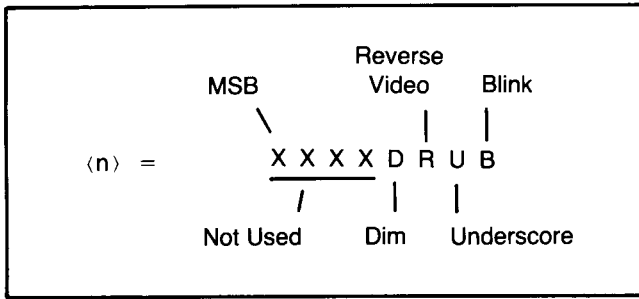 Reverse
MSB Video Blink
⟨n⟩ = X X X X D R U B
Not Used Dim Underscore